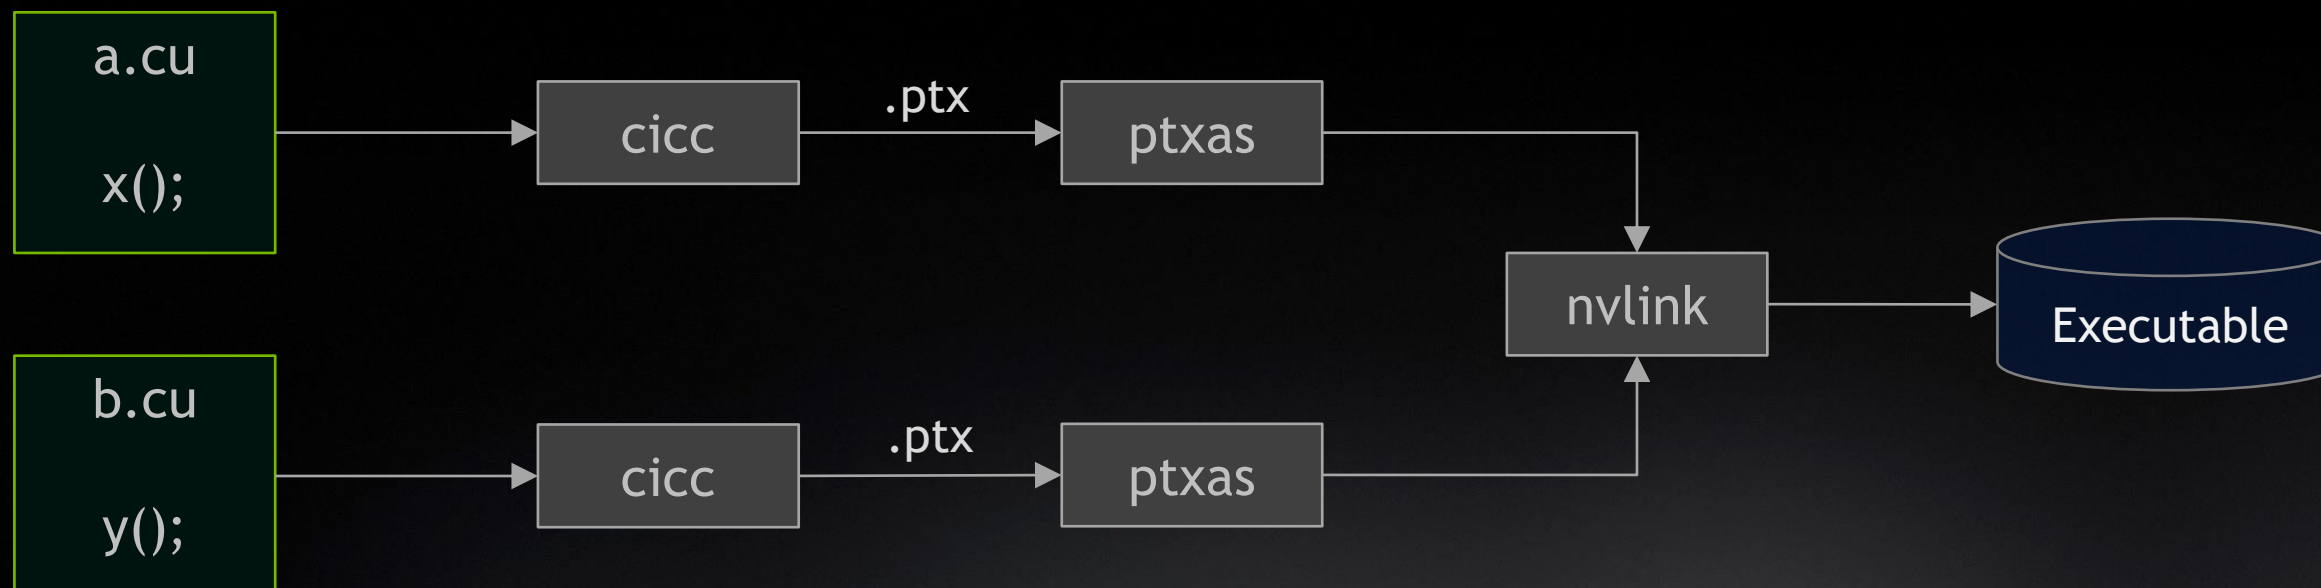 a.cu
x();
cicc
.ptx
ptxas
nvlink
Executable
b.cu
y();
cicc
.ptx
ptxas